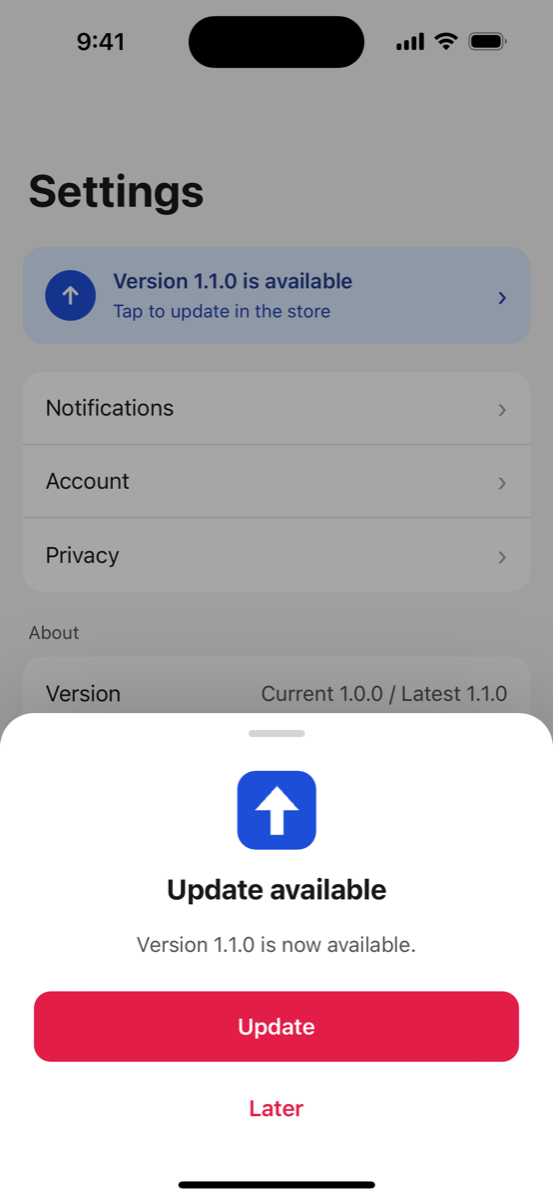 9:41
Settings
Version 1.1.0 is available
Tap to update in the store
Notifications
Account
Privacy
About
Version Current 1.0.0 / Latest 1.1.0
Update available
Version 1.1.0 is now available.
Update
Later